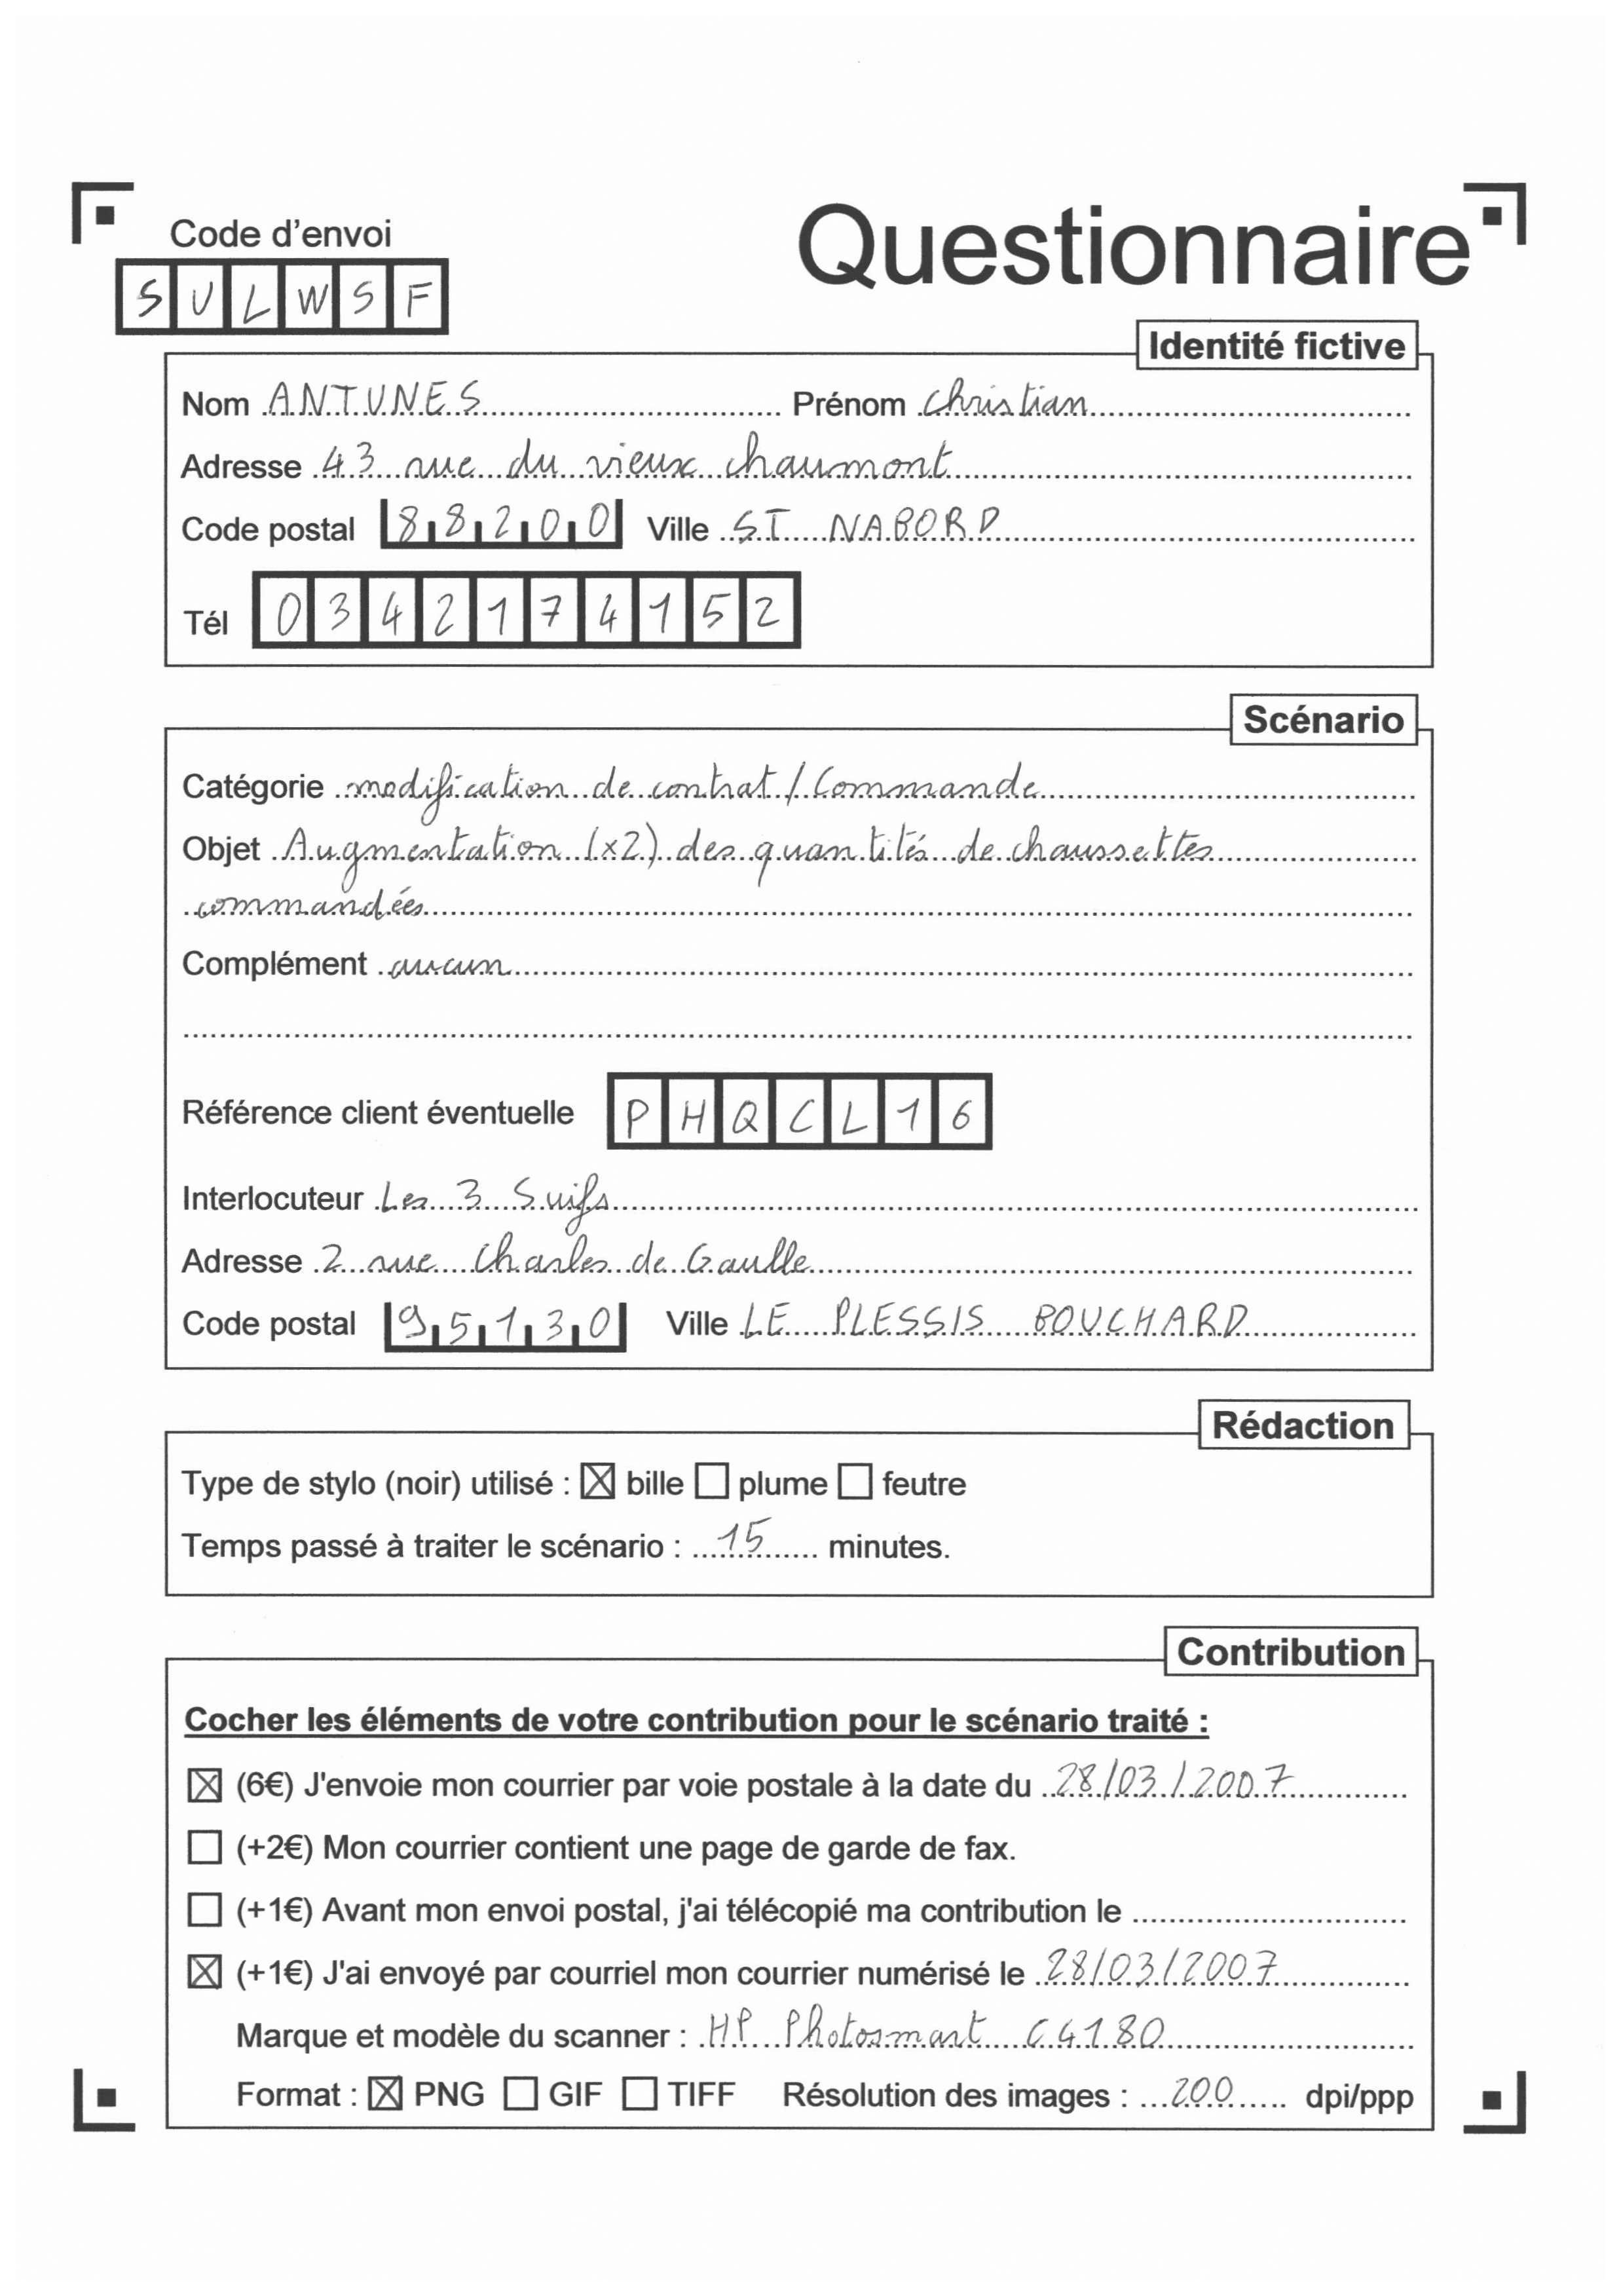 Code d'envoi
Questionnaire
SULWSF
Identité fictive
Nom ANTUNES Prénom Christian
Adresse 43 rue du vieux chaumont
Code postal 88200 Ville ST NABORD
Tél 0342174152
Scénario
Catégorie modification de contrat / Commande
Objet Augmentation (x2) des quantités de chaussettes
commandées
Complément aucun
Référence client éventuelle PHQCL16
Interlocuteur Les 3 Suifs
Adresse 2 rue Charles de Gaulle
Code postal 95130 Ville LE PLESSIS BOUCHARD
Rédaction
Type de stylo (noir) utilisé : ☒ bille ☐ plume ☐ feutre
Temps passé à traiter le scénario : 15 minutes.
Contribution
Cocher les éléments de votre contribution pour le scénario traité :
☒ (6€) J'envoie mon courrier par voie postale à la date du 28/03/2007
☐ (+2€) Mon courrier contient une page de garde de fax.
☐ (+1€) Avant mon envoi postal, j'ai télécopié ma contribution le
☒ (+1€) J'ai envoyé par courriel mon courrier numérisé le 28/03/2007
Marque et modèle du scanner : HP Photosmart C4180
Format : ☒ PNG ☐ GIF ☐ TIFF Résolution des images : 200 dpi/ppp